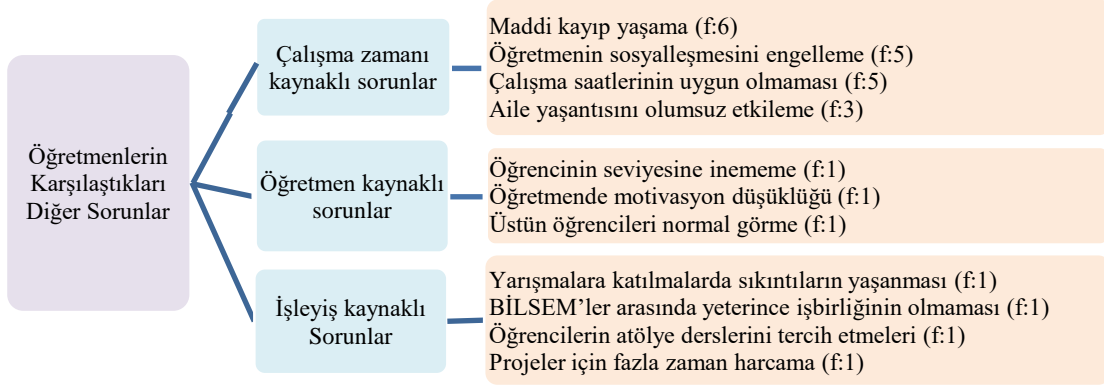 Öğretmenlerin
Karşılaştıkları
Diğer Sorunlar
Çalışma zamanı
kaynaklı sorunlar
Maddi kayıp yaşama (f:6)
Öğretmenin sosyalleşmesini engelleme (f:5)
Çalışma saatlerinin uygun olmaması (f:5)
Aile yaşantısını olumsuz etkileme (f:3)
Öğretmen kaynaklı
sorunlar
Öğrencinin seviyesine inememe (f:1)
Öğretmende motivasyon düşüklüğü (f:1)
Üstün öğrencileri normal görme (f:1)
İşleyiş kaynaklı
Sorunlar
Yarışmalara katılmalarda sıkıntıların yaşanması (f:1)
BİLSEM’ler arasında yeterince işbirliğinin olmaması (f:1)
Öğrencilerin atölye derslerini tercih etmeleri (f:1)
Projeler için fazla zaman harcama (f:1)